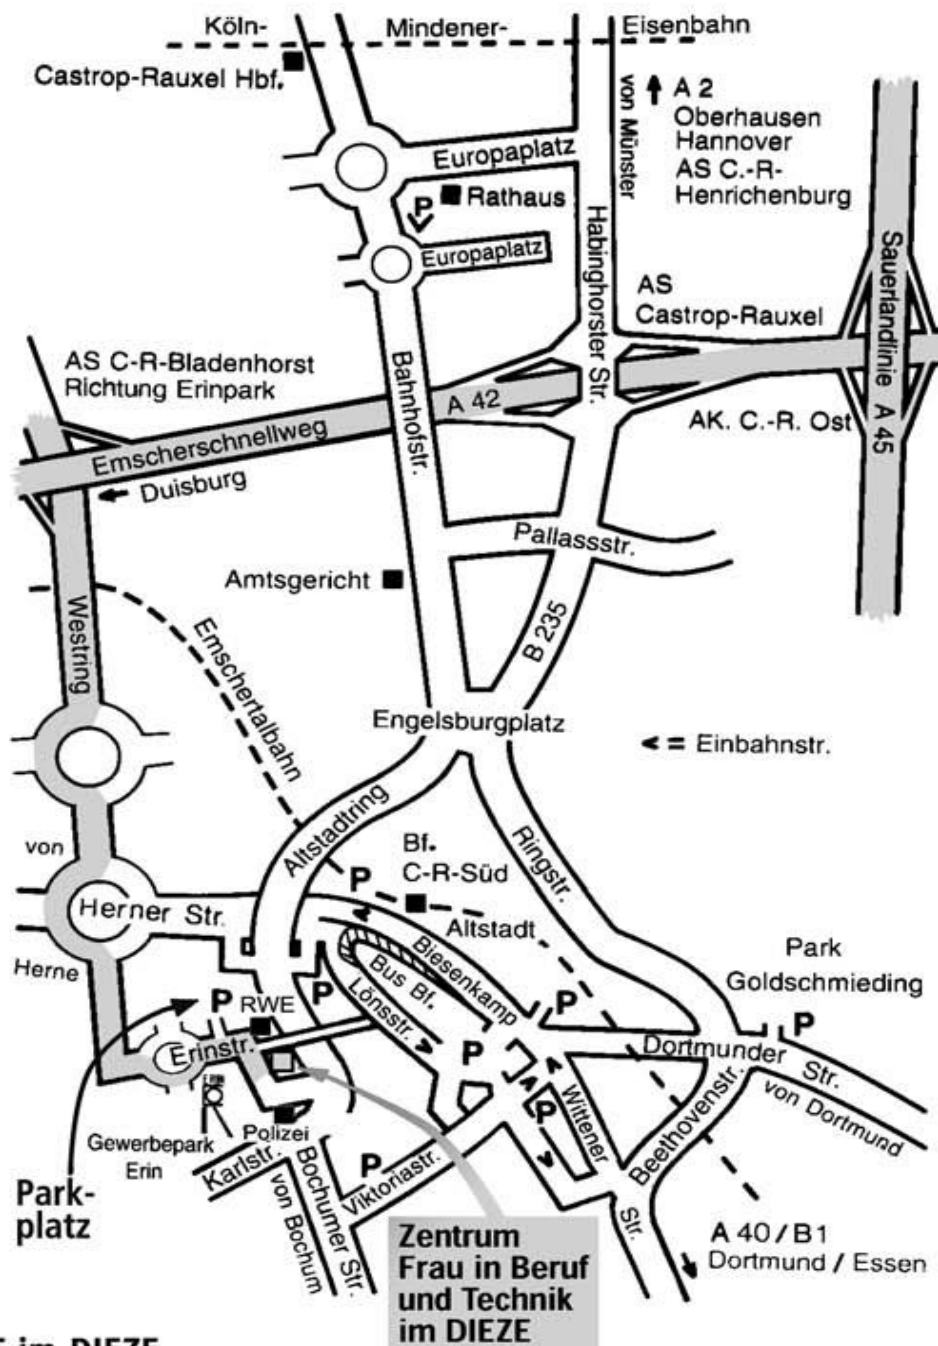 Köln-
Mindener-
Eisenbahn
Castrop-Rauxel Hbf.
von Münster
A 2
Oberhausen
Hannover
AS C.-R-
Henrichenburg
Europaplatz
P
Rathaus
Europaplatz
Habinghorster Str.
Sauerlandlinie A 45
AS
Castrop-Rauxel
AS C-R-Bladenhorst
Richtung Erinpark
Bahnhofstr.
A 42
AK. C.-R. Ost
Emscherschnellweg
Duisburg
Pallassstr.
Amtsgericht
Westring
Emschertalbahn
B 235
Engelsburgplatz
< = Einbahnstr.
Altstadtring
Ringstr.
von
Bf.
C-R-Süd
P
Herner Str.
Altstadt
Biesenkamp
Bus Bf.
Lönsstr.
Herne
Park
Goldschmieding
P
P
RWE
P
P
P
Erinstr.
Dortmunder
Str.
von Dortmund
Wittener
Str.
P
Beethovenstr.
Gewerbepark
Erin
Polizei
Karlstr.
P
Viktoriastr.
Bochumer Str.
von Bochum
Park-
platz
A 40 / B 1
Dortmund / Essen
Zentrum
Frau in Beruf
und Technik
im DIEZE
im DIEZE